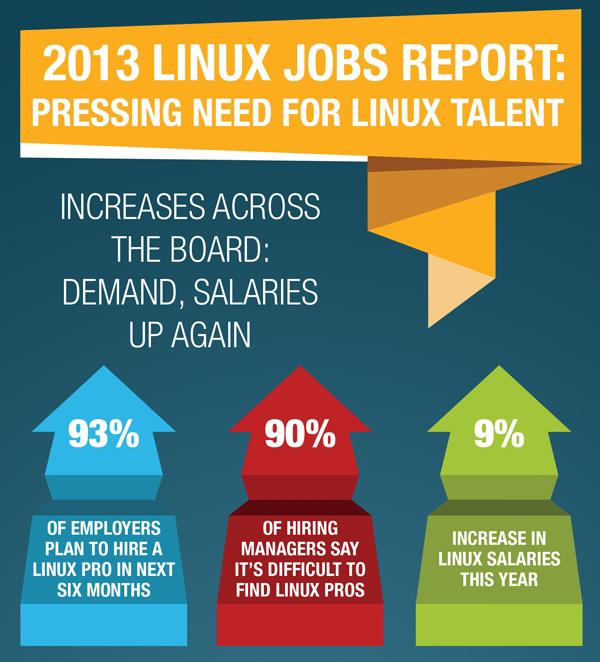 2013 LINUX JOBS REPORT:
PRESSING NEED FOR LINUX TALENT
INCREASES ACROSS
THE BOARD:
DEMAND, SALARIES
UP AGAIN
93%
OF EMPLOYERS
PLAN TO HIRE A
LINUX PRO IN NEXT
SIX MONTHS
90%
OF HIRING
MANAGERS SAY
IT'S DIFFICULT TO
FIND LINUX PROS
9%
INCREASE IN
LINUX SALARIES
THIS YEAR